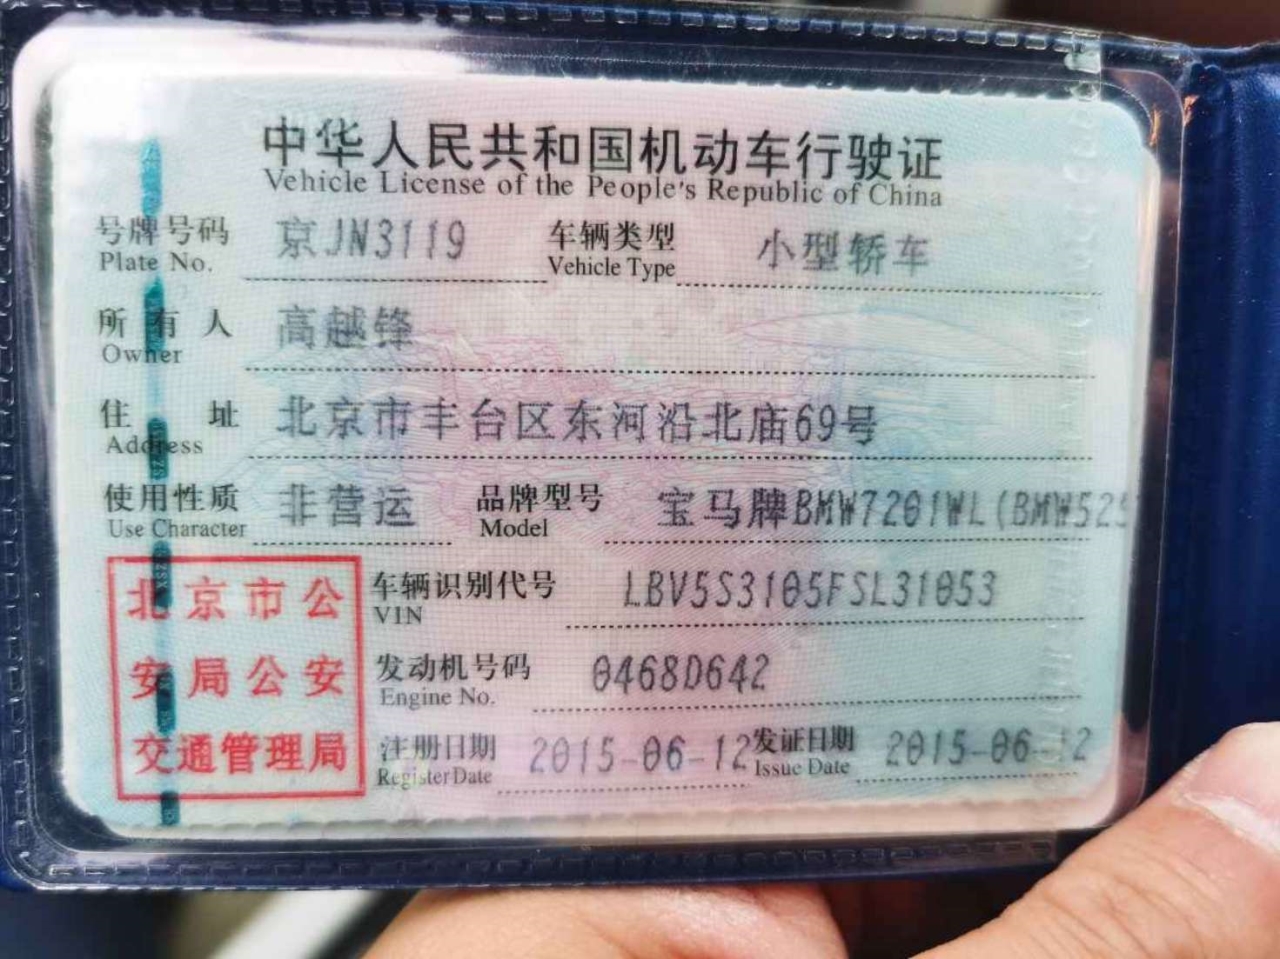 中华人民共和国机动车行驶证
Vehicle License of the People's Republic of China
号牌号码 京JN3119 车辆类型 小型轿车
Plate No. Vehicle Type
所有人 高越锋
Owner
住址 北京市丰台区东河沿北庙69号
Address
使用性质 非营运 品牌型号 宝马牌BMW7201WL(BMW525
Use Character Model
北京市公
安局公安
交通管理局
车辆识别代号 LBV5S3105FSL31053
VIN
发动机号码 0468D642
Engine No.
注册日期 2015-06-12 发证日期 2015-06-12
Register Date Issue Date